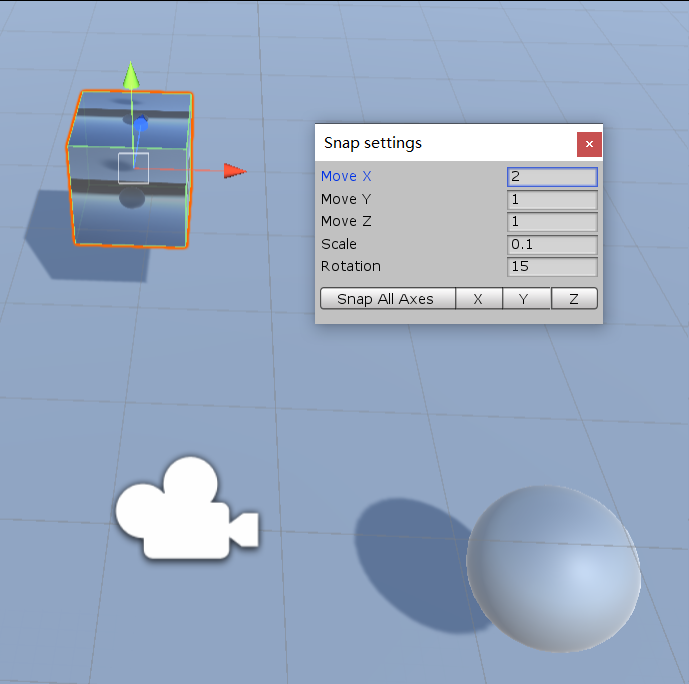 Snap settings
Move X 2
Move Y 1
Move Z 1
Scale 0.1
Rotation 15
Snap All Axes X Y Z